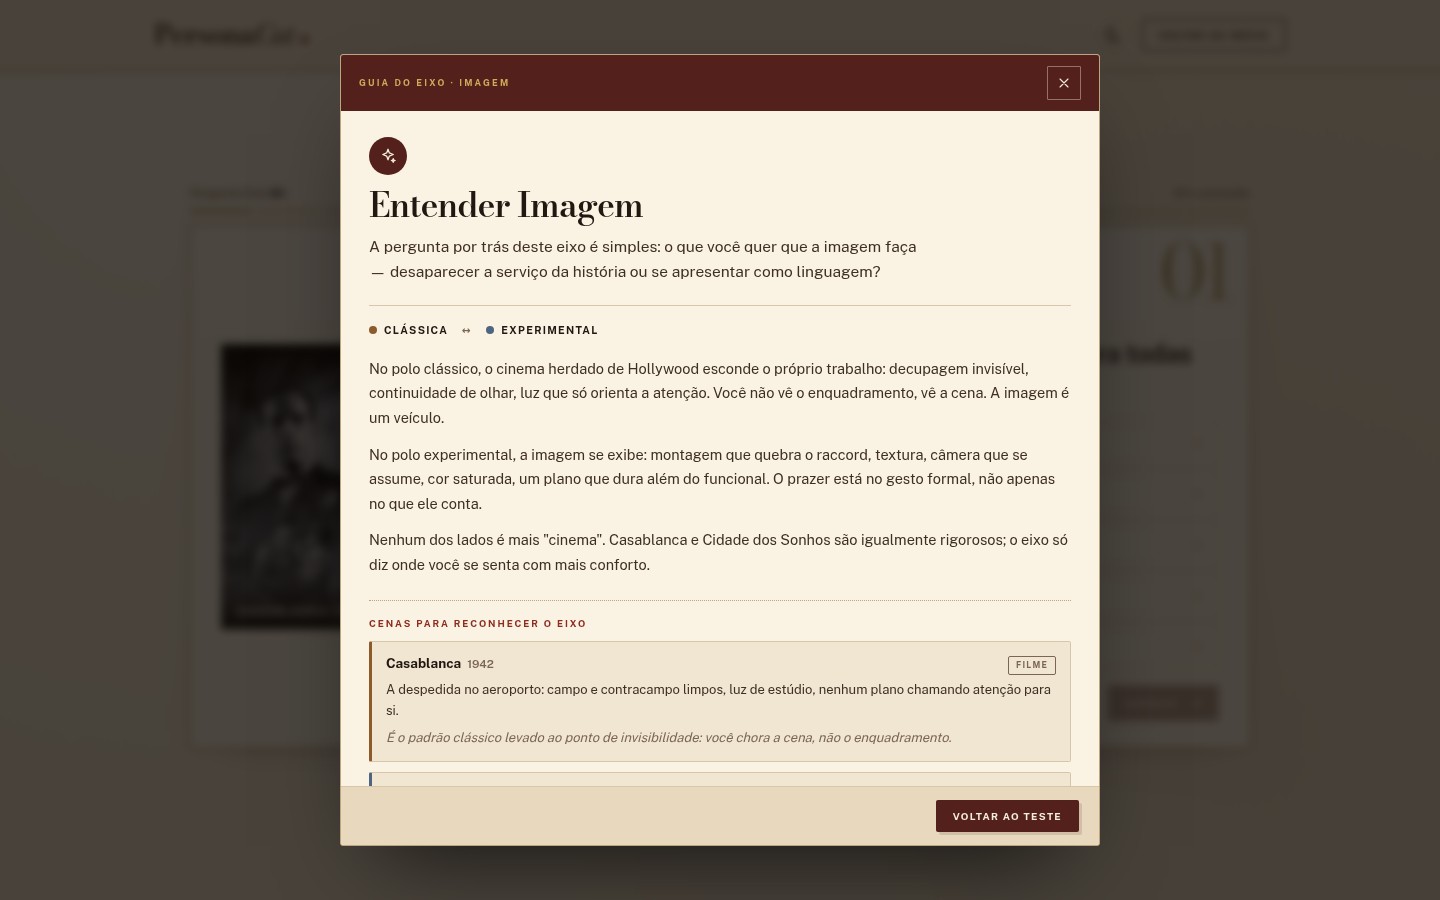 GUIA DO EIXO · IMAGEM
Entender Imagem
A pergunta por trás deste eixo é simples: o que você quer que a imagem faça
— desaparecer a serviço da história ou se apresentar como linguagem?
CLÁSSICA ↔ EXPERIMENTAL
No polo clássico, o cinema herdado de Hollywood esconde o próprio trabalho: decupagem invisível,
continuidade de olhar, luz que só orienta a atenção. Você não vê o enquadramento, vê a cena. A imagem é
um veículo.
No polo experimental, a imagem se exibe: montagem que quebra o raccord, textura, câmera que se
assume, cor saturada, um plano que dura além do funcional. O prazer está no gesto formal, não apenas
no que ele conta.
Nenhum dos lados é mais "cinema". Casablanca e Cidade dos Sonhos são igualmente rigorosos; o eixo só
diz onde você se senta com mais conforto.
CENAS PARA RECONHECER O EIXO
Casablanca 1942 FILME
A despedida no aeroporto: campo e contracampo limpos, luz de estúdio, nenhum plano chamando atenção para
si.
É o padrão clássico levado ao ponto de invisibilidade: você chora a cena, não o enquadramento.
VOLTAR AO TESTE
PersonaCine
01